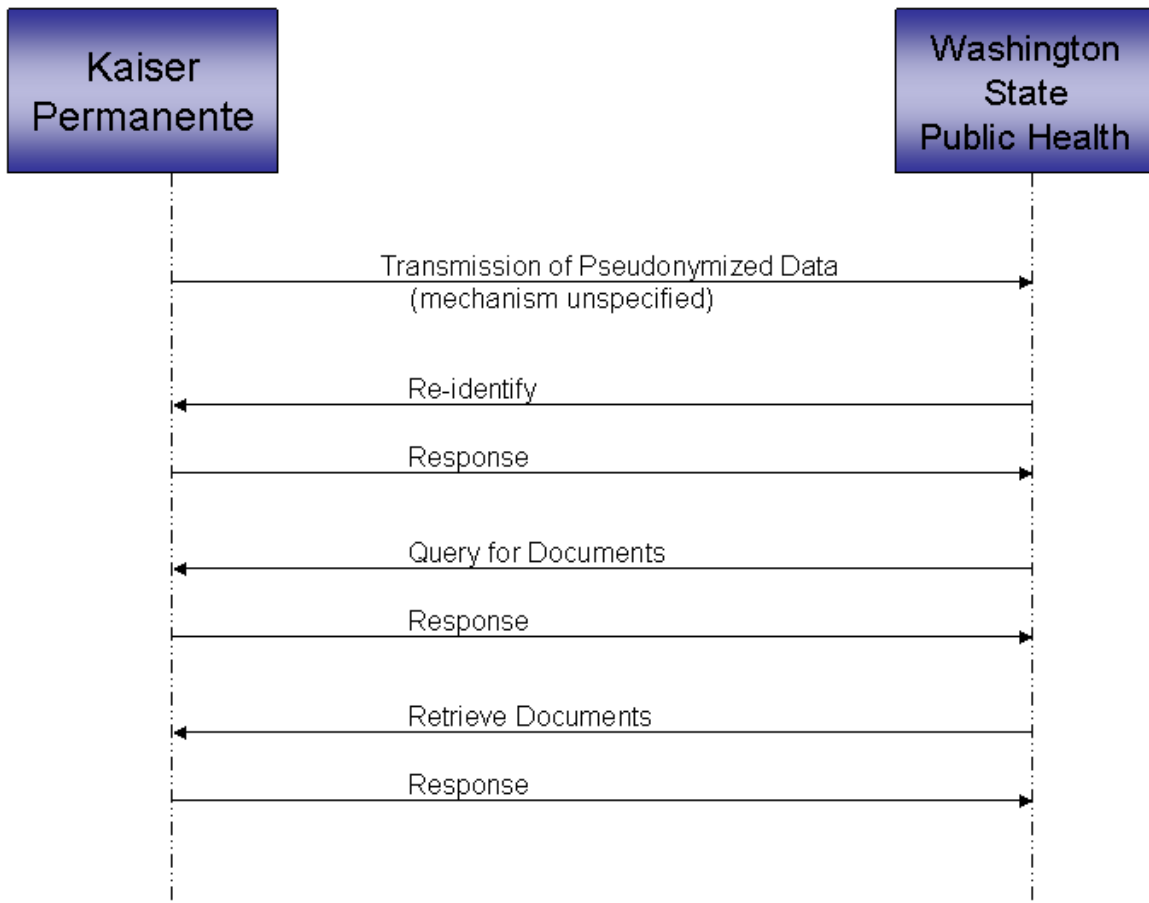 Kaiser
Permanente
Washington
State
Public Health
Transmission of Pseudonymized Data
(mechanism unspecified)
Re-identify
Response
Query for Documents
Response
Retrieve Documents
Response